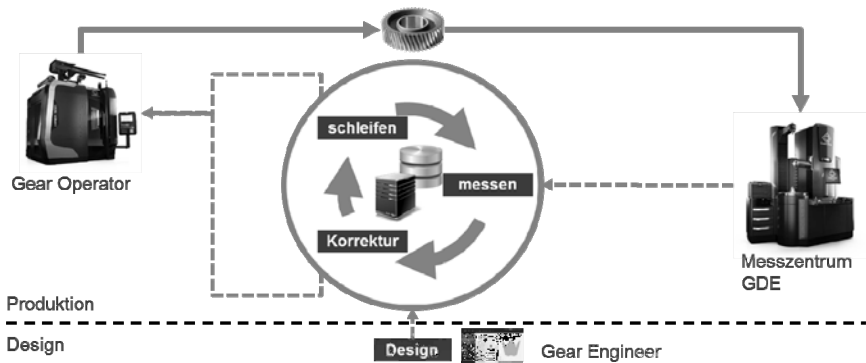 schleifen
messen
Korrektur
Gear Operator
Messzentrum
GDE
Produktion
Design
Design
Gear Engineer